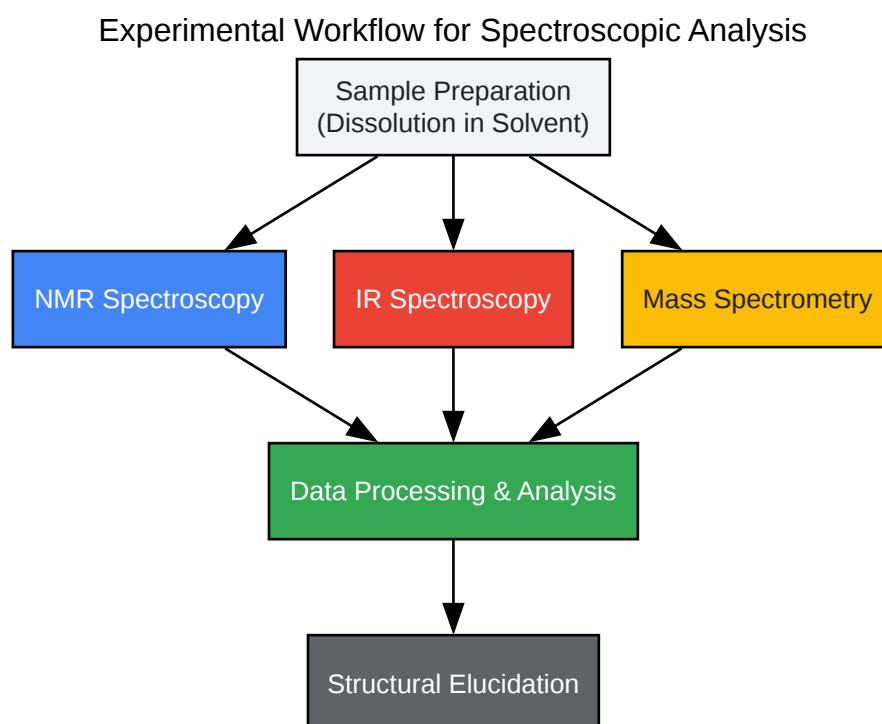 Experimental Workflow for Spectroscopic Analysis
Sample Preparation
(Dissolution in Solvent)
NMR Spectroscopy
IR Spectroscopy
Mass Spectrometry
Data Processing & Analysis
Structural Elucidation